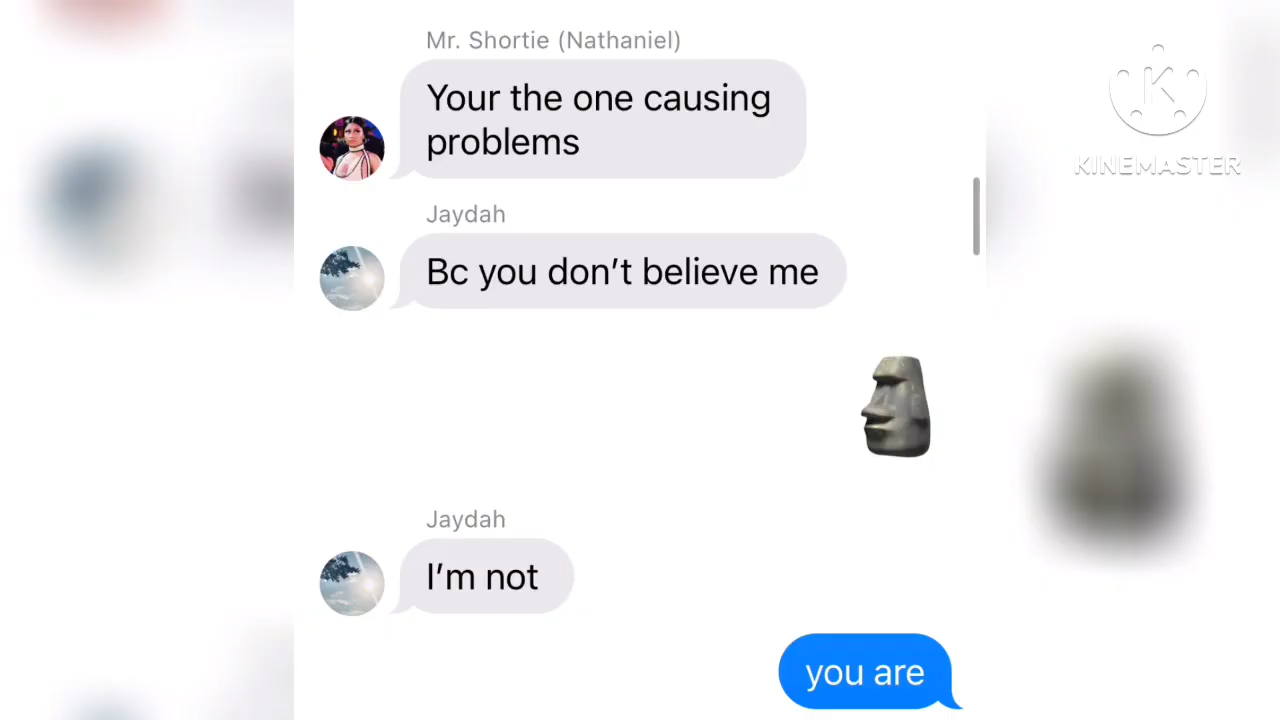 Mr. Shortie (Nathaniel)
Your the one causing
problems
Jaydah
Bc you don't believe me
Jaydah
I'm not
you are
K
KINEMASTER